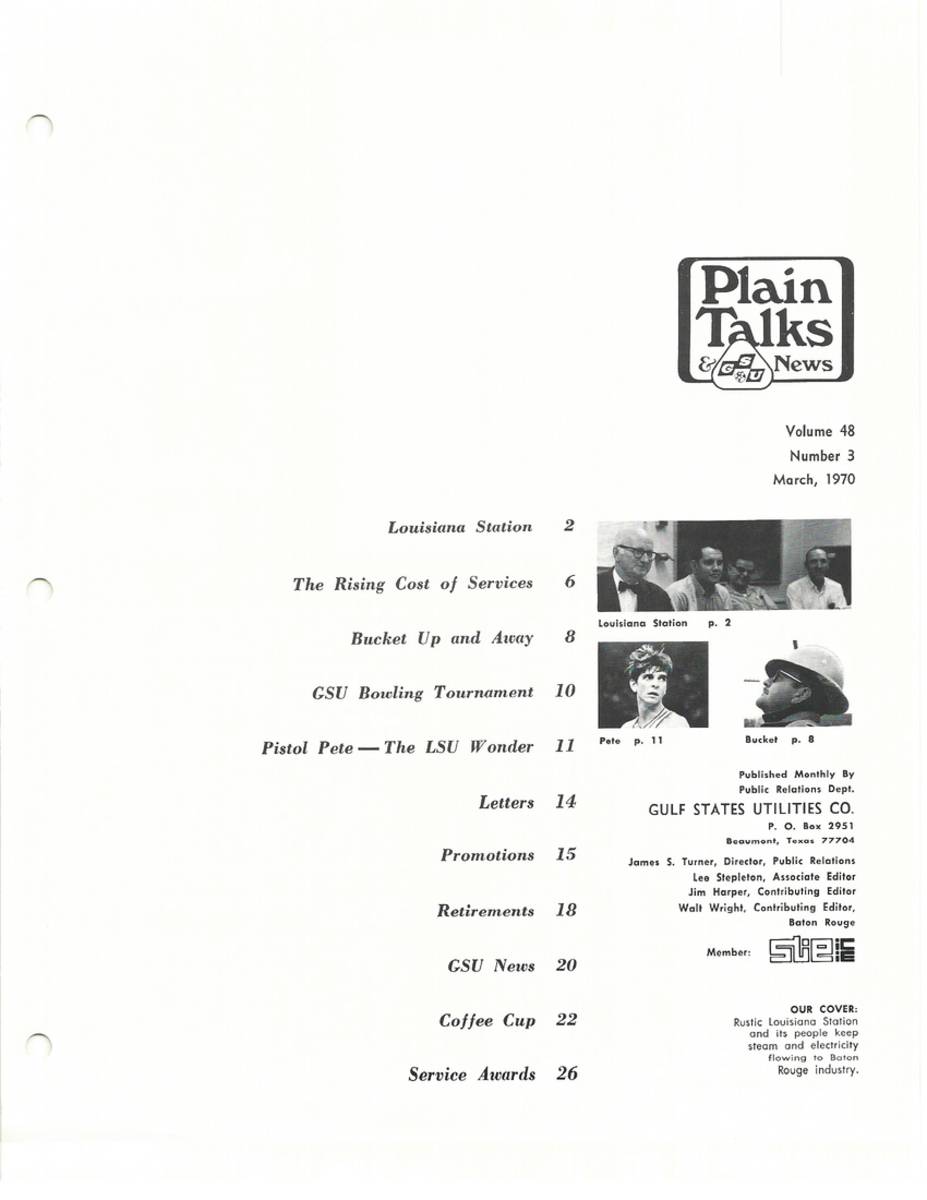 Plain
Talks
& GSU News
Volume 48
Number 3
March, 1970
Louisiana Station 2
The Rising Cost of Services 6
Bucket Up and Away 8
GSU Bowling Tournament 10
Pistol Pete — The LSU Wonder 11
Letters 14
Promotions 15
Retirements 18
GSU News 20
Coffee Cup 22
Service Awards 26
Louisiana Station p. 2
Pete p. 11
Bucket p. 8
Published Monthly By
Public Relations Dept.
GULF STATES UTILITIES CO.
P. O. Box 2951
Beaumont, Texas 77704
James S. Turner, Director, Public Relations
Lee Stepleton, Associate Editor
Jim Harper, Contributing Editor
Walt Wright, Contributing Editor,
Baton Rouge
Member:
OUR COVER:
Rustic Louisiana Station
and its people keep
steam and electricity
flowing to Baton
Rouge industry.